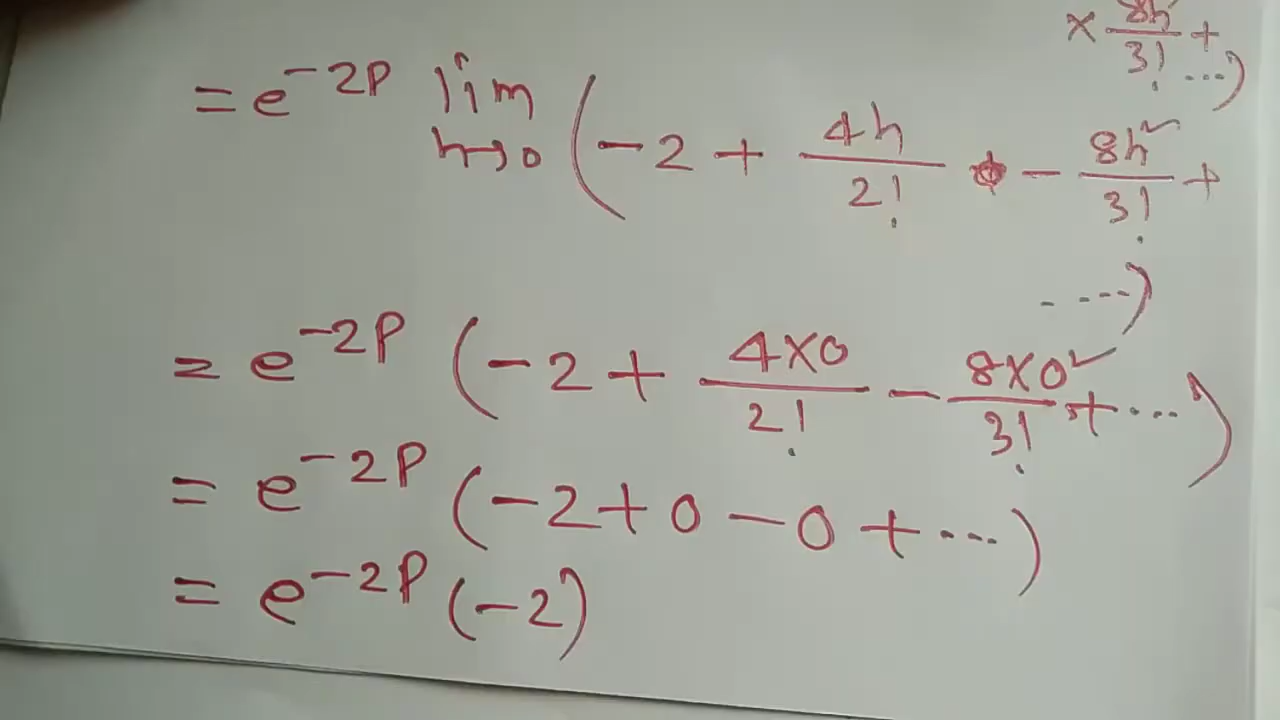 × 8h²/3! +
...)
= e^(-2P) lim h→0 (-2 + 4h/2! - 8h²/3! +
....)
= e^(-2P) (-2 + 4×0/2! - 8×0²/3! + ...)
= e^(-2P) (-2 + 0 - 0 + ...)
= e^(-2P) (-2)